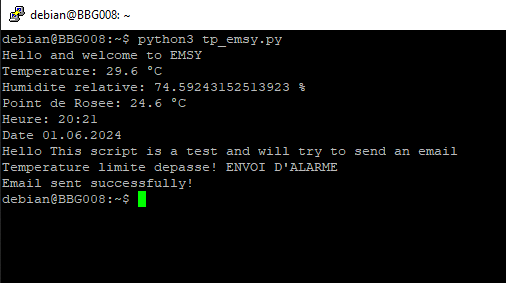 debian@BBG008: ~
debian@BBG008:~$ python3 tp_emsy.py
Hello and welcome to EMSY
Temperature: 29.6 °C
Humidite relative: 74.59243152513923 %
Point de Rosee: 24.6 °C
Heure: 20:21
Date 01.06.2024
Hello This script is a test and will try to send an email
Temperature limite depasse! ENVOI D'ALARME
Email sent successfully!
debian@BBG008:~$